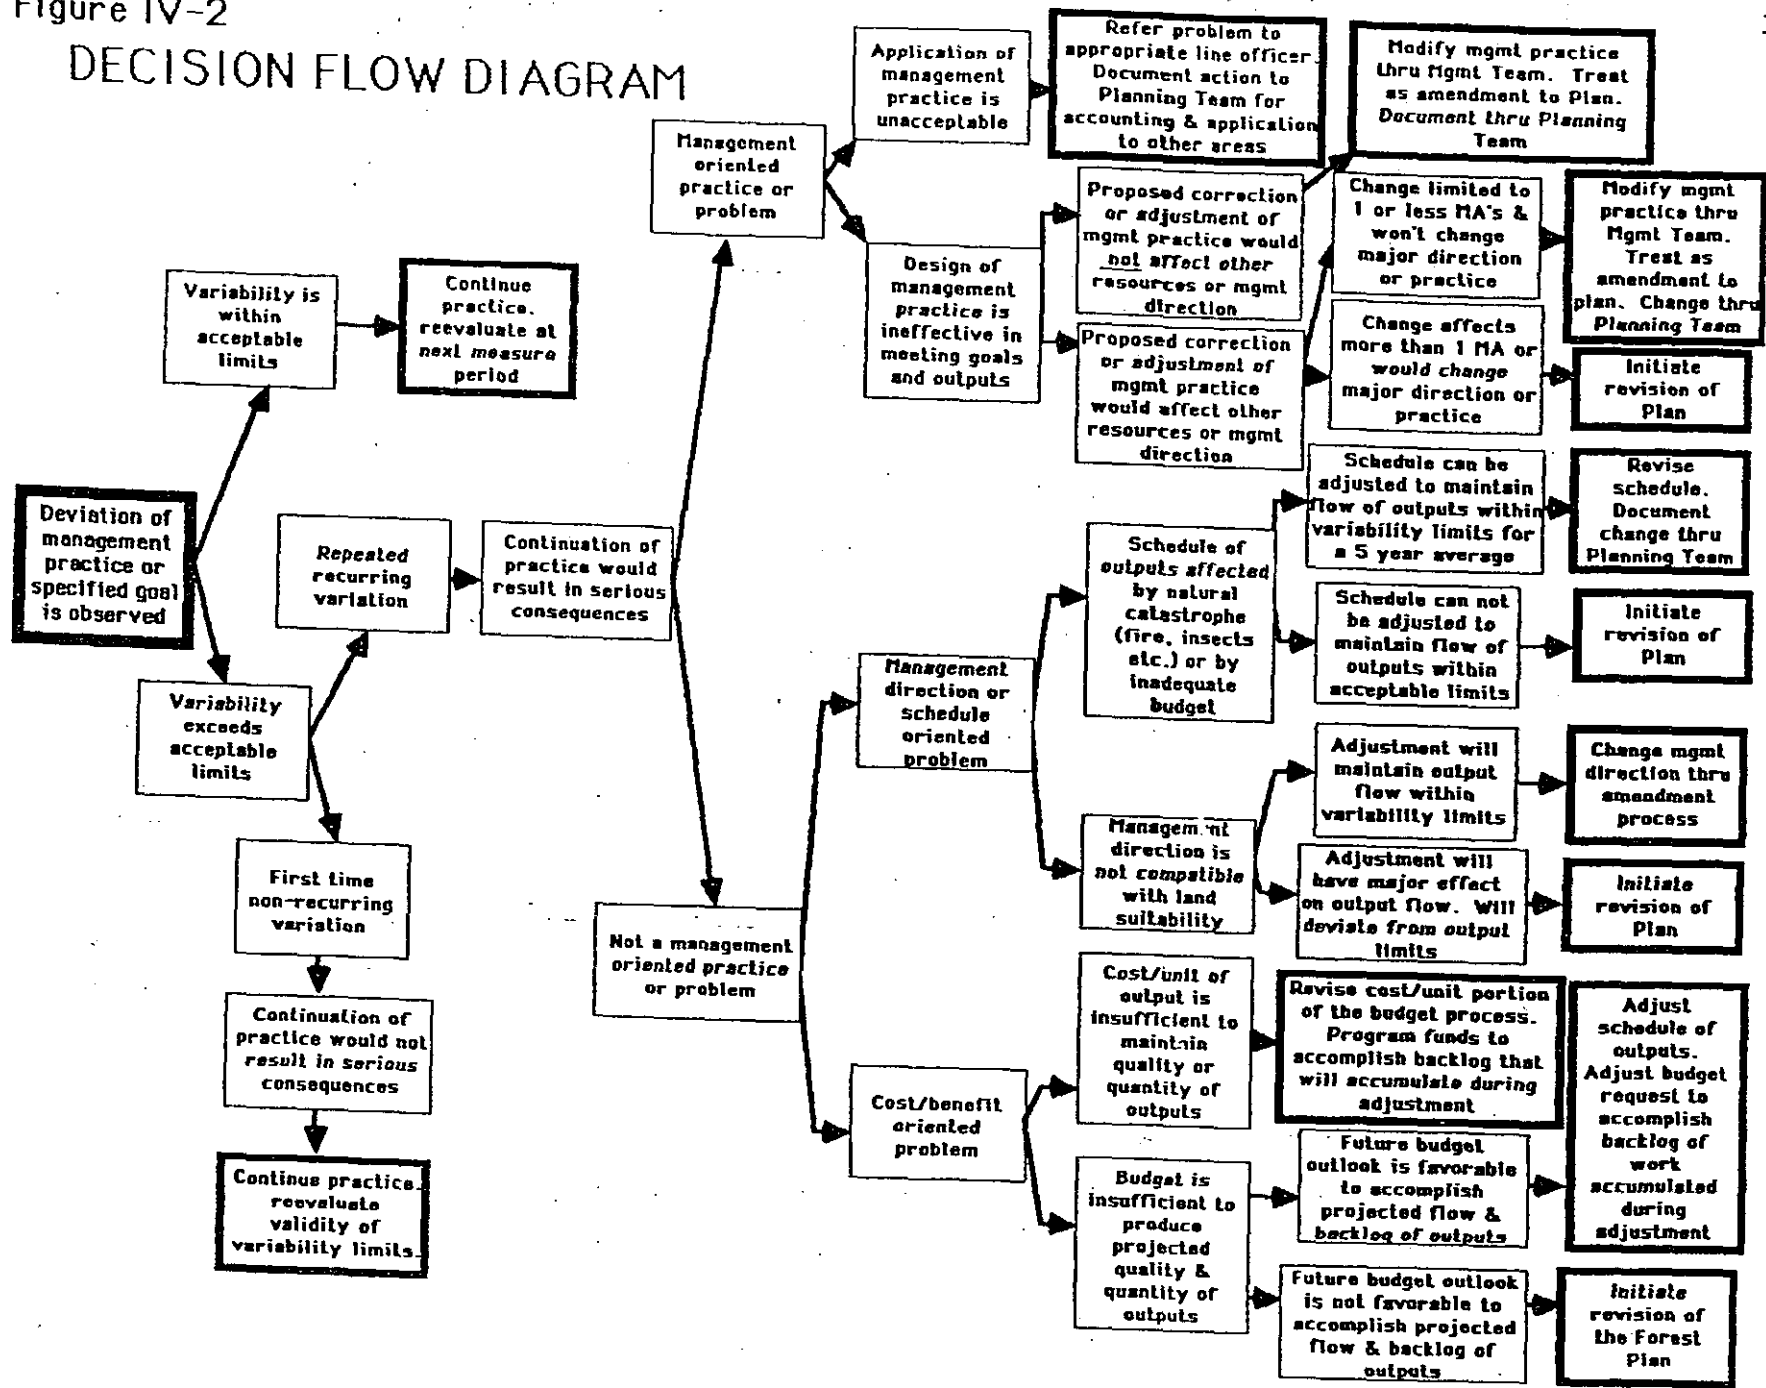 Figure IV-2
DECISION FLOW DIAGRAM
Deviation of
management
practice or
specified goal
is observed
Variability is
within
acceptable
limits
Continue
practice.
reevaluate at
next measure
period
Variability
exceeds
acceptable
limits
Repeated
recurring
variation
First time
non-recurring
variation
Continuation of
practice would not
result in serious
consequences
Continue practice.
reevaluate
validity of
variability limits.
Continuation of
practice would
result in serious
consequences
Management
oriented
practice or
problem
Application of
management
practice is
unacceptable
Refer problem to
appropriate line officer.
Document action to
Planning Team for
accounting & application
to other areas
Design of
management
practice is
ineffective in
meeting goals
and outputs
Proposed correction
or adjustment of
mgmt practice would
not affect other
resources or mgmt
direction
Modify mgmt practice
thru Mgmt Team. Treat
as amendment to Plan.
Document thru Planning
Team
Proposed correction
or adjustment of
mgmt practice
would affect other
resources or mgmt
direction
Change limited to
1 or less MA's &
won't change
major direction
or practice
Modify mgmt
practice thru
Mgmt Team.
Treat as
amendment to
plan. Change thru
Planning Team
Change affects
more than 1 MA or
would change
major direction or
practice
Initiate
revision of
Plan
Not a management
oriented practice
or problem
Management
direction or
schedule
oriented
problem
Schedule of
outputs affected
by natural
catastrophe
(fire, insects
etc.) or by
inadequate
budget
Schedule can be
adjusted to maintain
flow of outputs within
variability limits for
a 5 year average
Revise
schedule.
Document
change thru
Planning Team
Schedule can not
be adjusted to
maintain flow of
outputs within
acceptable limits
Initiate
revision of
Plan
Management
direction is
not compatible
with land
suitability
Adjustment will
maintain output
flow within
variability limits
Change mgmt
direction thru
amendment
process
Adjustment will
have major effect
on output flow. Will
deviate from output
limits
Initiate
revision of
Plan
Cost/benefit
oriented
problem
Cost/unit of
output is
insufficient to
maintain
quality or
quantity of
outputs
Revise cost/unit portion
of the budget process.
Program funds to
accomplish backlog that
will accumulate during
adjustment
Budget is
insufficient to
produce
projected
quality &
quantity of
outputs
Future budget
outlook is favorable
to accomplish
projected flow &
backlog of outputs
Adjust
schedule of
outputs.
Adjust budget
request to
accomplish
backlog of
work
accumulated
during
adjustment
Future budget outlook
is not favorable to
accomplish projected
flow & backlog of
outputs
Initiate
revision of
the Forest
Plan